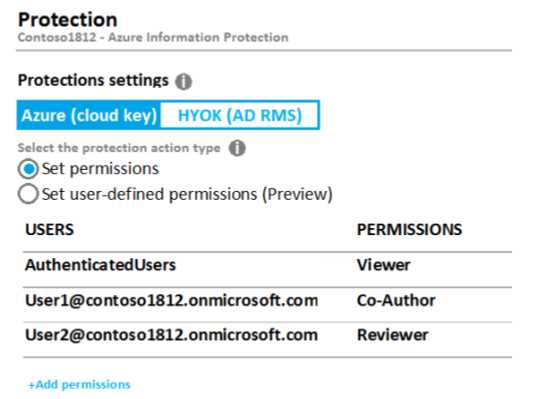 Protection
Contoso1812 - Azure Information Protection
Protections settings i
Azure (cloud key) HYOK (AD RMS)
Select the protection action type i
Set permissions
Set user-defined permissions (Preview)
USERS PERMISSIONS
AuthenticatedUsers Viewer
User1@contoso1812.onmicrosoft.com Co-Author
User2@contoso1812.onmicrosoft.com Reviewer
+Add permissions